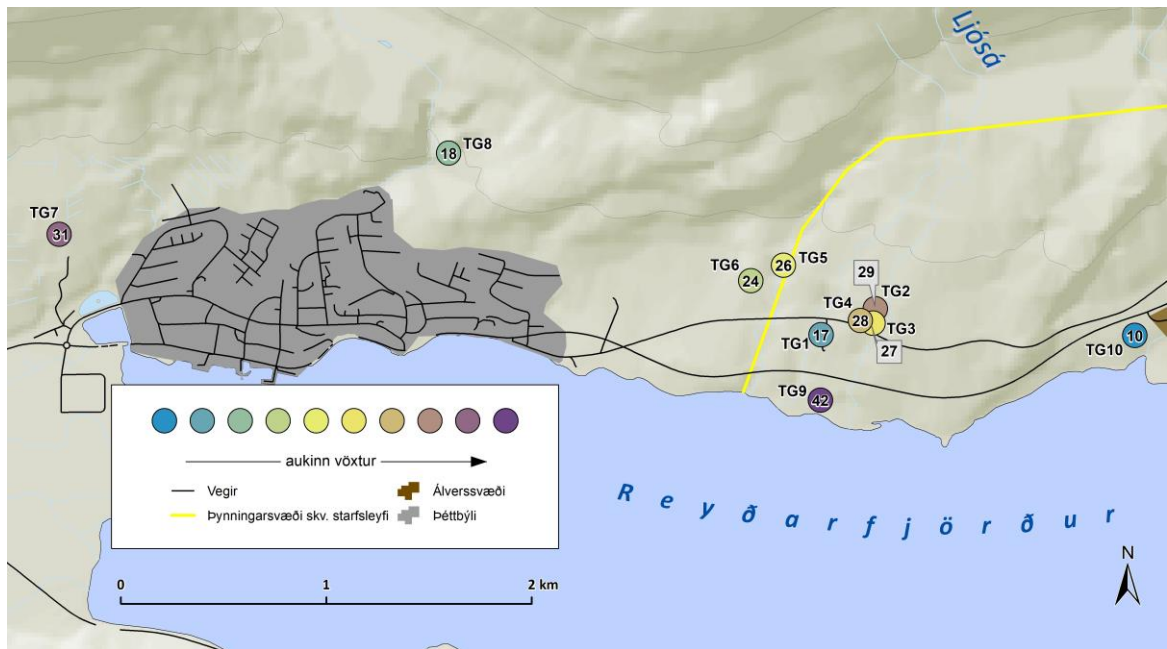 Ljósá
TG8
18
TG7
31
TG6
24
26
TG5
29
TG2
TG4
28
TG3
27
TG1
17
TG10
10
TG9
42
aukinn vöxtur
Vegir
Álverssvæði
Þynningarsvæði skv. starfsleyfi
Þéttbýli
Reyðarfjörður
N
0 1 2 km